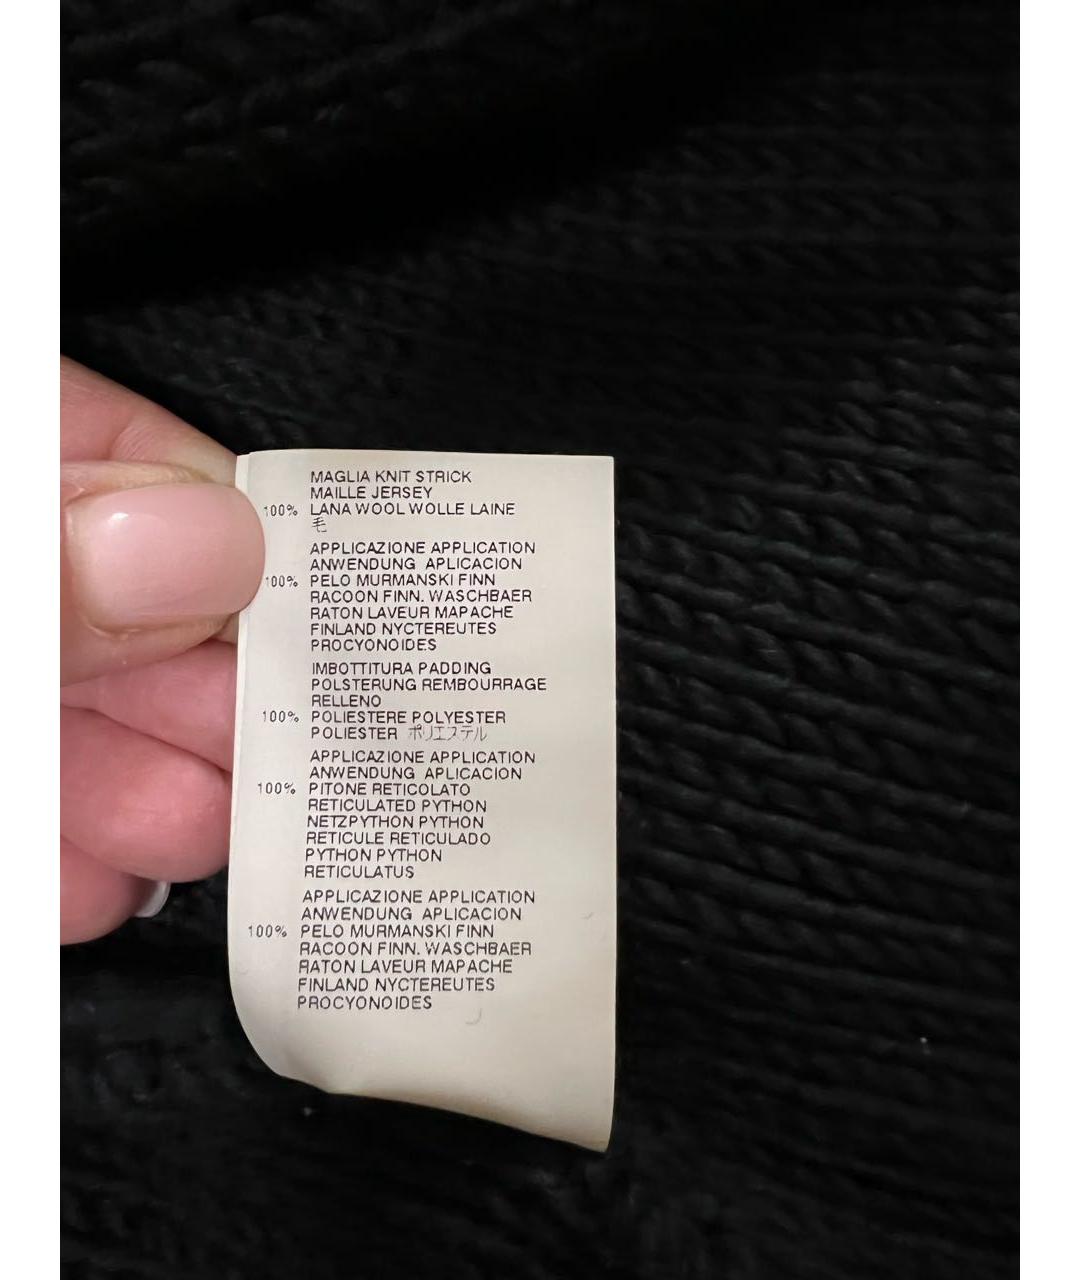 MAGLIA KNIT STRICK
MAILLE JERSEY
100% LANA WOOL WOLLE LAINE
毛
APPLICAZIONE APPLICATION
ANWENDUNG APLICACION
100% PELO MURMANSKI FINN
RACOON FINN. WASCHBAER
RATON LAVEUR MAPACHE
FINLAND NYCTEREUTES
PROCYONOIDES
IMBOTTITURA PADDING
POLSTERUNG REMBOURRAGE
RELLENO
100% POLIESTERE POLYESTER
POLIESTER ポリエステル
APPLICAZIONE APPLICATION
ANWENDUNG APLICACION
100% PITONE RETICOLATO
RETICULATED PYTHON
NETZPYTHON PYTHON
RETICULE RETICULADO
PYTHON PYTHON
RETICULATUS
APPLICAZIONE APPLICATION
ANWENDUNG APLICACION
100% PELO MURMANSKI FINN
RACOON FINN. WASCHBAER
RATON LAVEUR MAPACHE
FINLAND NYCTEREUTES
PROCYONOIDES